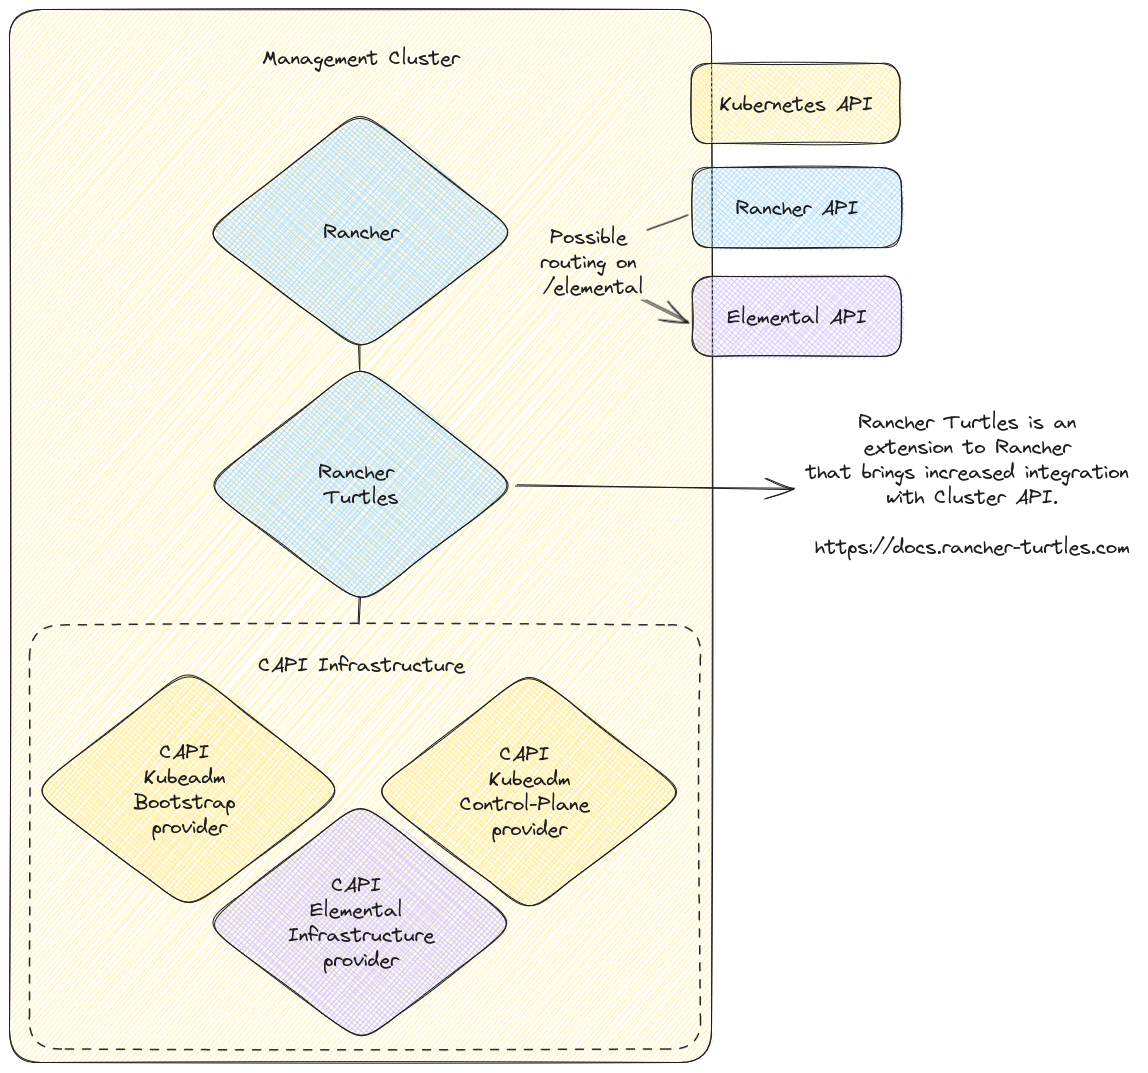 Management Cluster
Kubernetes API
Rancher API
Rancher
Possible
routing on
/elemental
Elemental API
Rancher
Turtles
Rancher Turtles is an
extension to Rancher
that brings increased integration
with Cluster API.
https://docs.rancher-turtles.com
CAPI Infrastructure
CAPI
Kubeadm
Bootstrap
provider
CAPI
Kubeadm
Control-Plane
provider
CAPI
Elemental
Infrastructure
provider